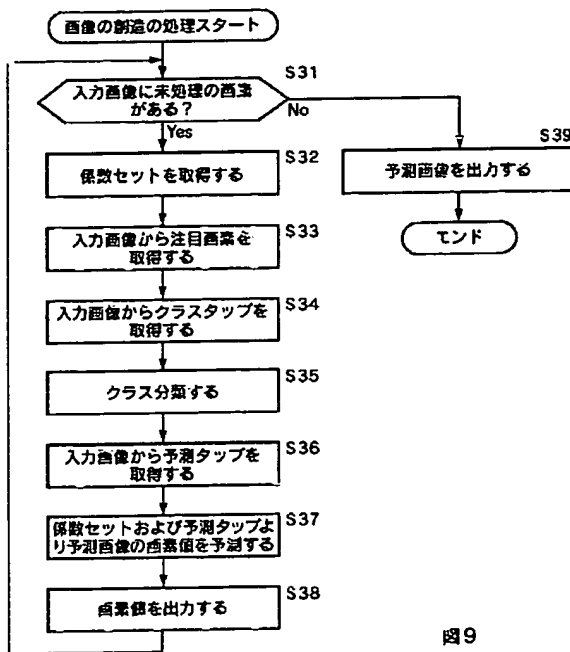 画像の創造の処理スタート
S31
入力画像に未処理の画素
がある？
No
Yes
S32
係数セットを取得する
S33
入力画像から注目画素を
取得する
S34
入力画像からクラスタップを
取得する
S35
クラス分類する
S36
入力画像から予測タップを
取得する
S37
係数セットおよび予測タップよ
り予測画像の画素値を予測する
S38
画素値を出力する
S39
予測画像を出力する
エンド
図9